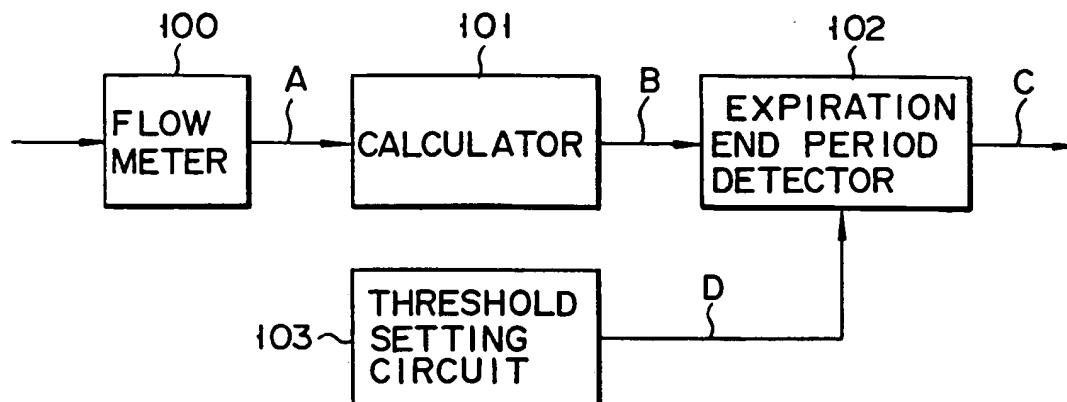 100
101
102
A
B
C
FLOW
METER
CALCULATOR
EXPIRATION
END PERIOD
DETECTOR
THRESHOLD
SETTING
CIRCUIT
103
D